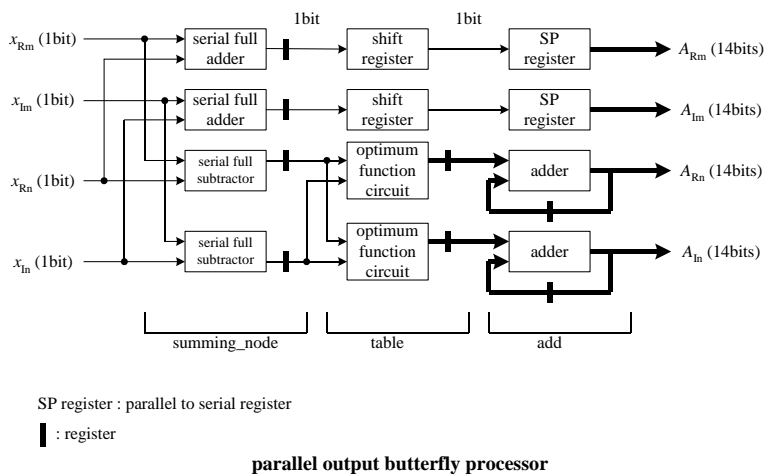 1bit
1bit
x_Rm (1bit)
serial full
adder
shift
register
SP
register
A_Rm (14bits)
x_Im (1bit)
serial full
adder
shift
register
SP
register
A_Im (14bits)
x_Rn (1bit)
serial full
subtractor
optimum
function
circuit
adder
A_Rn (14bits)
x_In (1bit)
serial full
subtractor
optimum
function
circuit
adder
A_In (14bits)
summing_node
table
add
SP register : parallel to serial register
: register
parallel output butterfly processor